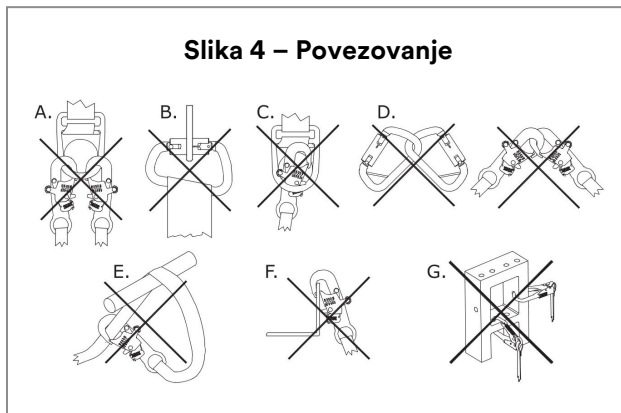 Slika 4 – Povezovanje
A.
B.
C.
D.
E.
F.
G.